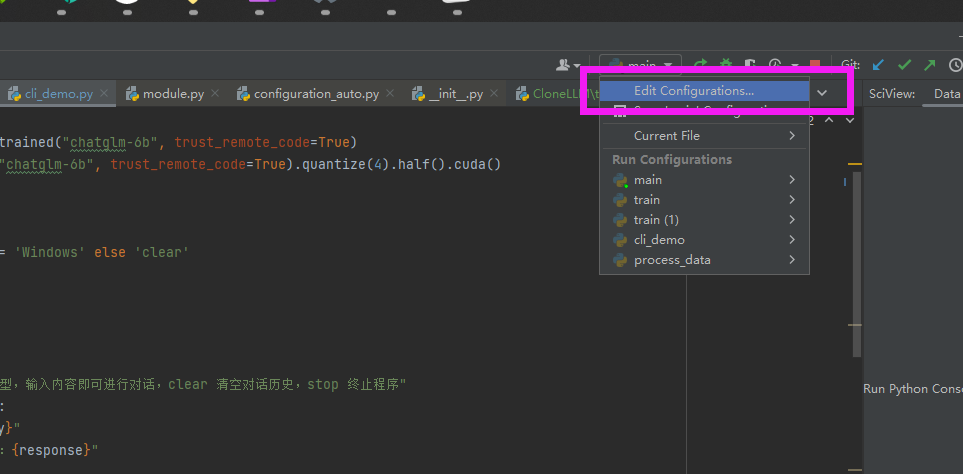 main
Git:
cli_demo.py
module.py
configuration_auto.py
__init__.py
Edit Configurations...
SciView:
Data
2
trained("chatglm-6b", trust_remote_code=True)
"chatglm-6b", trust_remote_code=True).quantize(4).half().cuda()
Current File
Run Configurations
main
train
train (1)
= 'Windows' else 'clear'
cli_demo
process_data
型，输入内容即可进行对话，clear 清空对话历史，stop 终止程序"
:
Run Python Conso
y}"
：{response}"